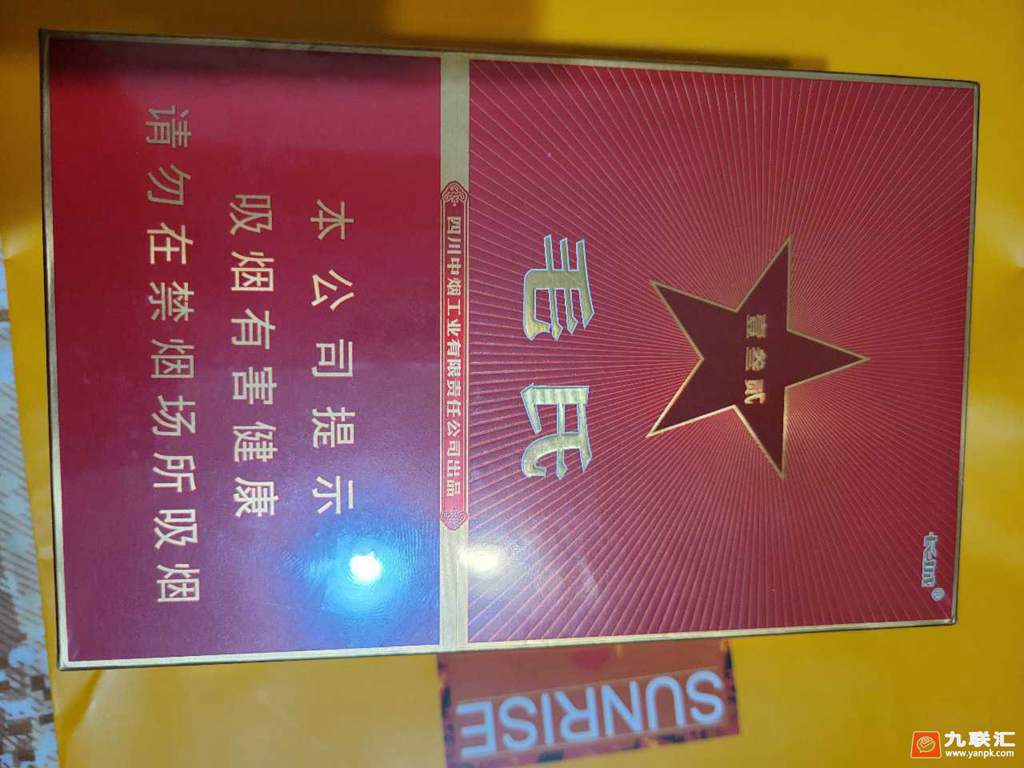 长城®
壹叁贰
毛氏
四川中烟工业有限责任公司出品
本公司提示
吸烟有害健康
请勿在禁烟场所吸烟
SUNRISE
九联汇
www.yanpk.com